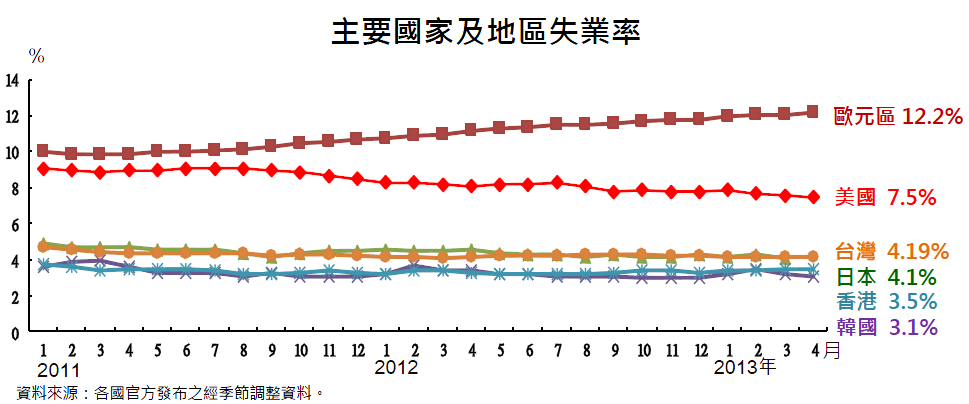 主要國家及地區失業率
%
14
12
10
8
6
4
2
0
歐元區 12.2%
美國 7.5%
台灣 4.19%
日本 4.1%
香港 3.5%
韓國 3.1%
1 2 3 4 5 6 7 8 9 10 11 12 1 2 3 4 5 6 7 8 9 10 11 12 1 2 3 4 月
2011 2012 2013年
資料來源：各國官方發布之經季節調整資料。